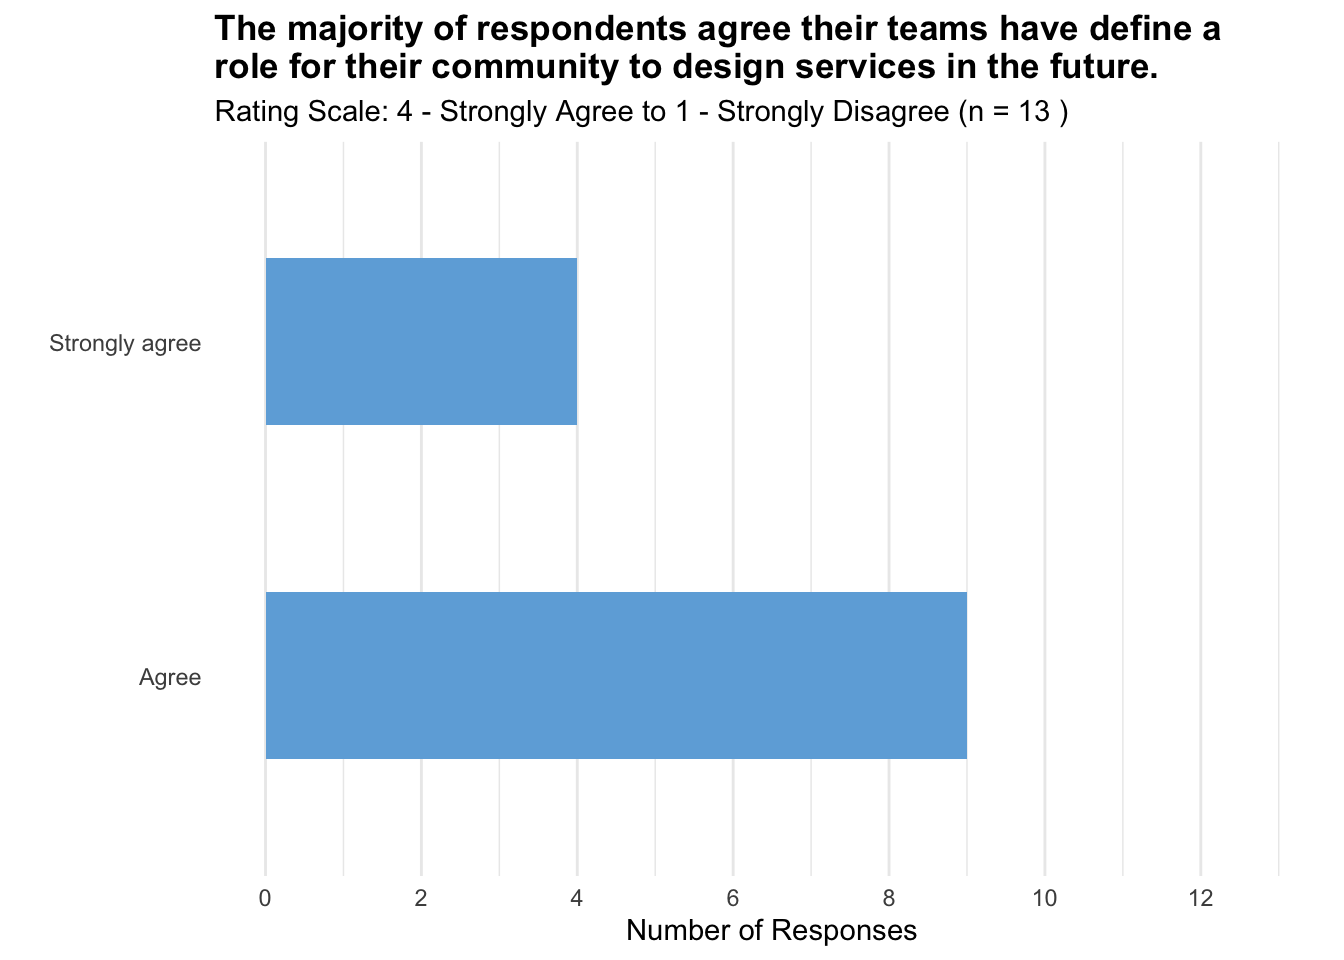 The majority of respondents agree their teams have define a
role for their community to design services in the future.
Rating Scale: 4 - Strongly Agree to 1 - Strongly Disagree (n = 13 )
Strongly agree
Agree
0 2 4 6 8 10 12
Number of Responses